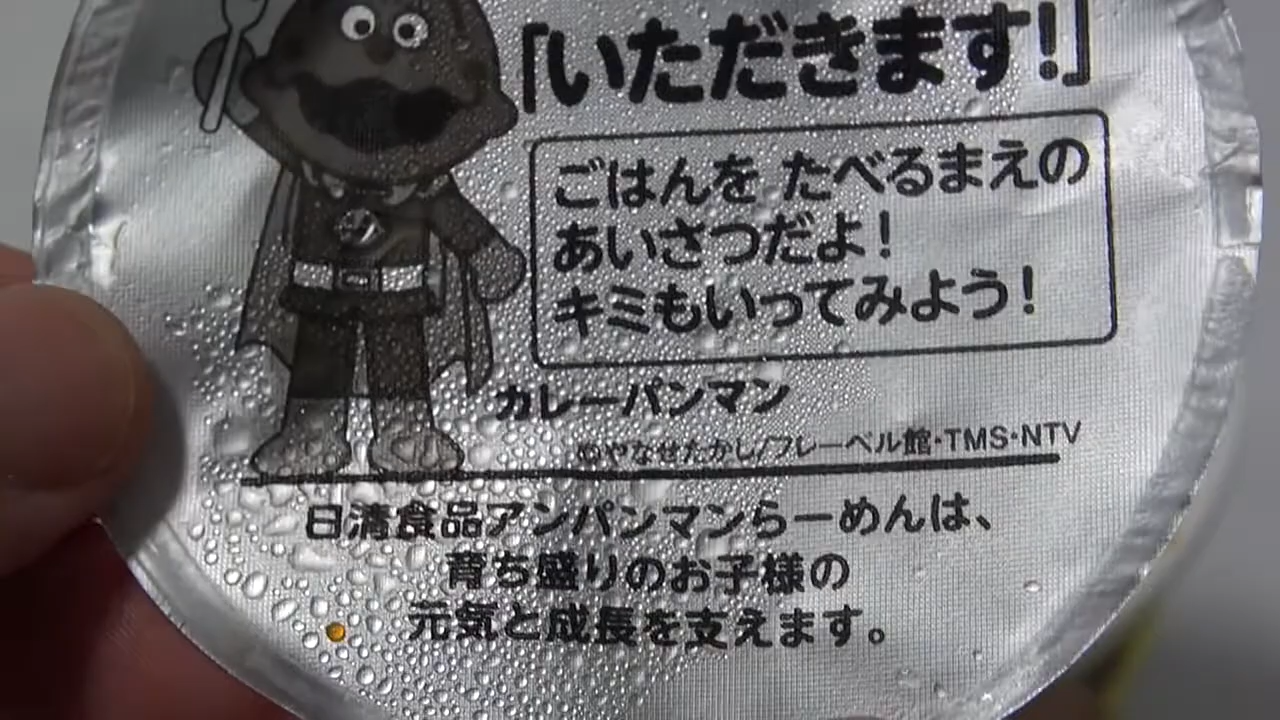 「いただきます!」
ごはんを たべるまえの
あいさつだよ!
キミもいってみよう!
カレーパンマン
©やなせたかし/フレーベル館・TMS・NTV
日清食品アンパンマンらーめんは、
育ち盛りのお子様の
元気と成長を支えます。